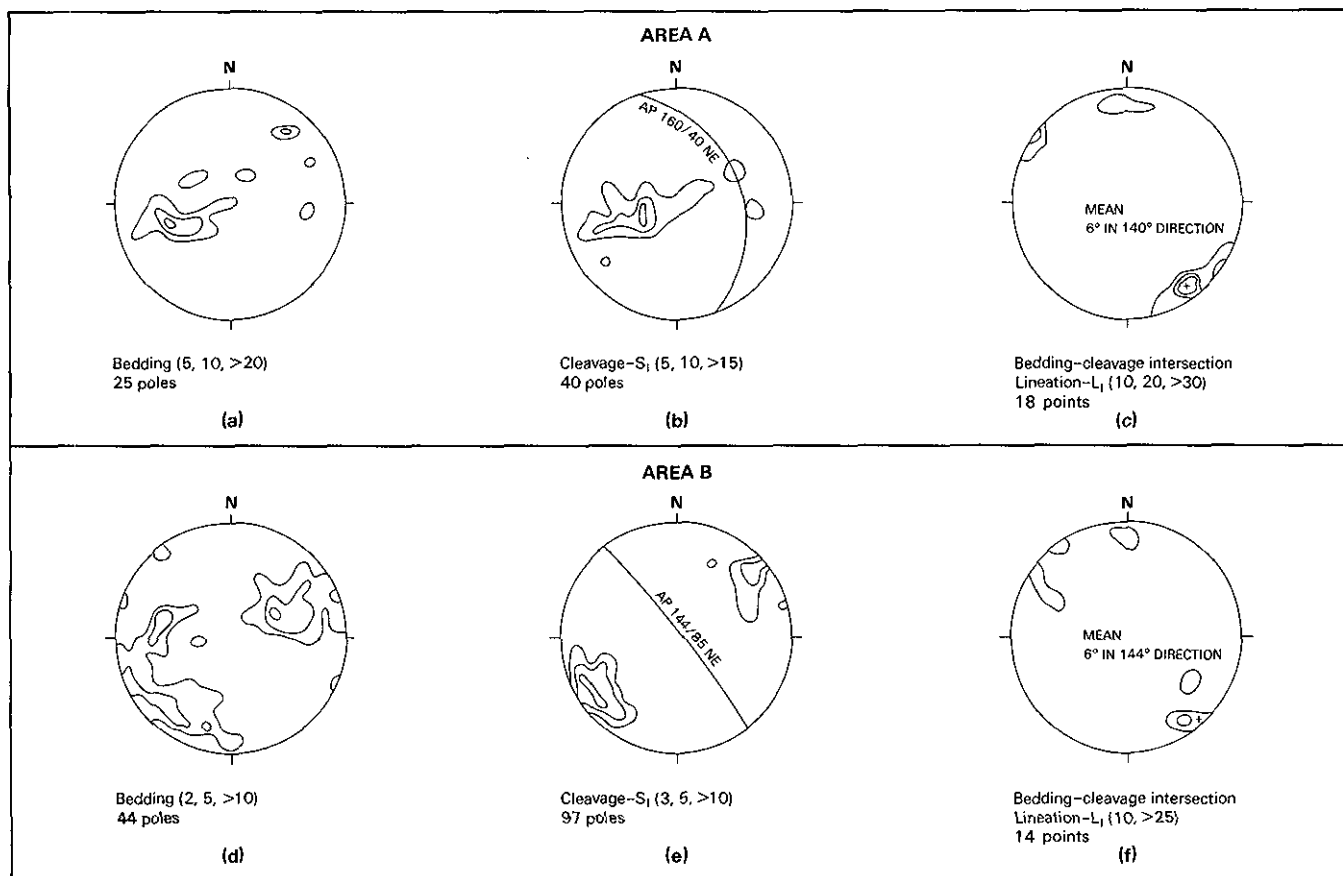 AREA A
N
N
N
AP 160/40 NE
MEAN
6° IN 140° DIRECTION
Bedding (5, 10, >20)
25 poles
Cleavage–S₁ (5, 10, >15)
40 poles
Bedding–cleavage intersection
Lineation–L₁ (10, 20, >30)
18 points
(a)
(b)
(c)
AREA B
N
N
N
AP 144/85 NE
MEAN
6° IN 144° DIRECTION
Bedding (2, 5, >10)
44 poles
Cleavage–S₁ (3, 5, >10)
97 poles
Bedding–cleavage intersection
Lineation–L₁ (10, >25)
14 points
(d)
(e)
(f)